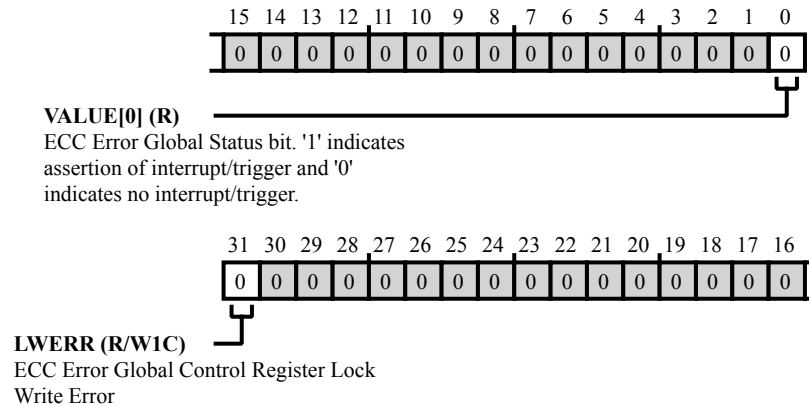 15 14 13 12 11 10 9 8 7 6 5 4 3 2 1 0
0 0 0 0 0 0 0 0 0 0 0 0 0 0 0 0
VALUE[0] (R)
ECC Error Global Status bit. '1' indicates
assertion of interrupt/trigger and '0'
indicates no interrupt/trigger.
31 30 29 28 27 26 25 24 23 22 21 20 19 18 17 16
0 0 0 0 0 0 0 0 0 0 0 0 0 0 0 0
LWERR (R/W1C)
ECC Error Global Control Register Lock
Write Error